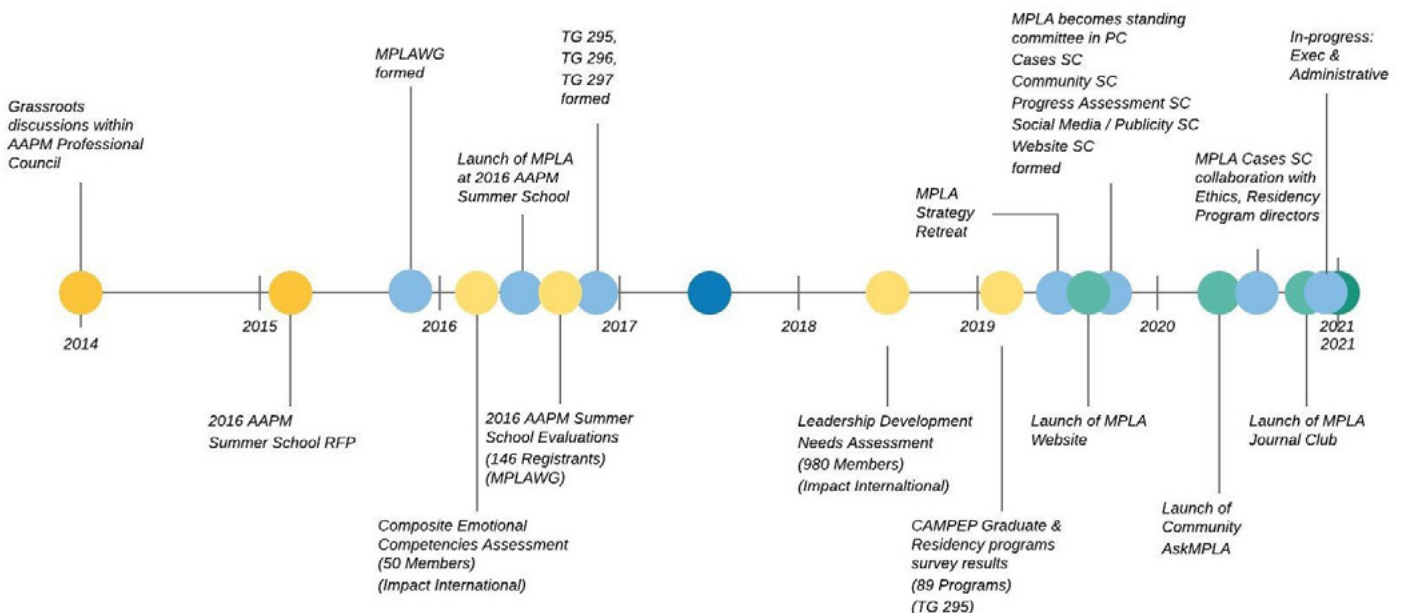 Grassroots
discussions within
AAPM Professional
Council
MPLAWG
formed
Launch of MPLA
at 2016 AAPM
Summer School
TG 295,
TG 296,
TG 297
formed
MPLA
Strategy
Retreat
MPLA becomes standing
committee in PC
Cases SC
Community SC
Progress Assessment SC
Social Media / Publicity SC
Website SC
formed
MPLA Cases SC
collaboration with
Ethics, Residency
Program directors
In-progress:
Exec &
Administrative
2014
2015
2016
2017
2018
2019
2020
2021
2021
2016 AAPM
Summer School RFP
Composite Emotional
Competencies Assessment
(50 Members)
(Impact International)
2016 AAPM Summer
School Evaluations
(146 Registrants)
(MPLAWG)
Leadership Development
Needs Assessment
(980 Members)
(Impact Internaltional)
CAMPEP Graduate &
Residency programs
survey results
(89 Programs)
(TG 295)
Launch of MPLA
Website
Launch of
Community
AskMPLA
Launch of MPLA
Journal Club